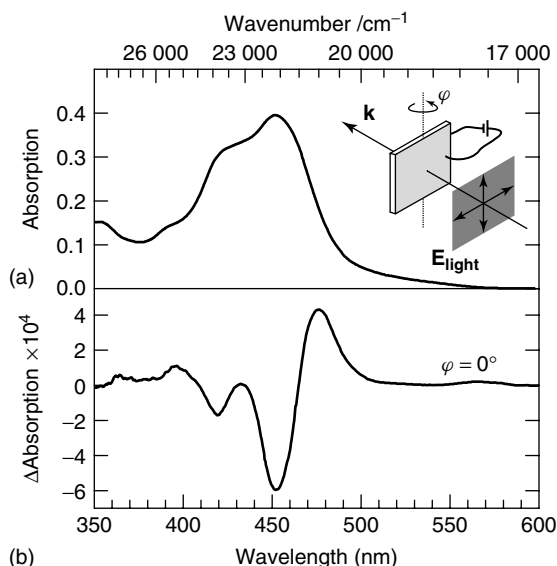 Wavenumber /cm⁻¹
26 000 23 000 20 000 17 000
Absorption
0.4
0.3
0.2
0.1
0.0
φ
k
E_light
(a)
ΔAbsorption ×10⁴
4
2
0
−2
−4
−6
φ = 0°
350 400 450 500 550 600
(b)
Wavelength (nm)